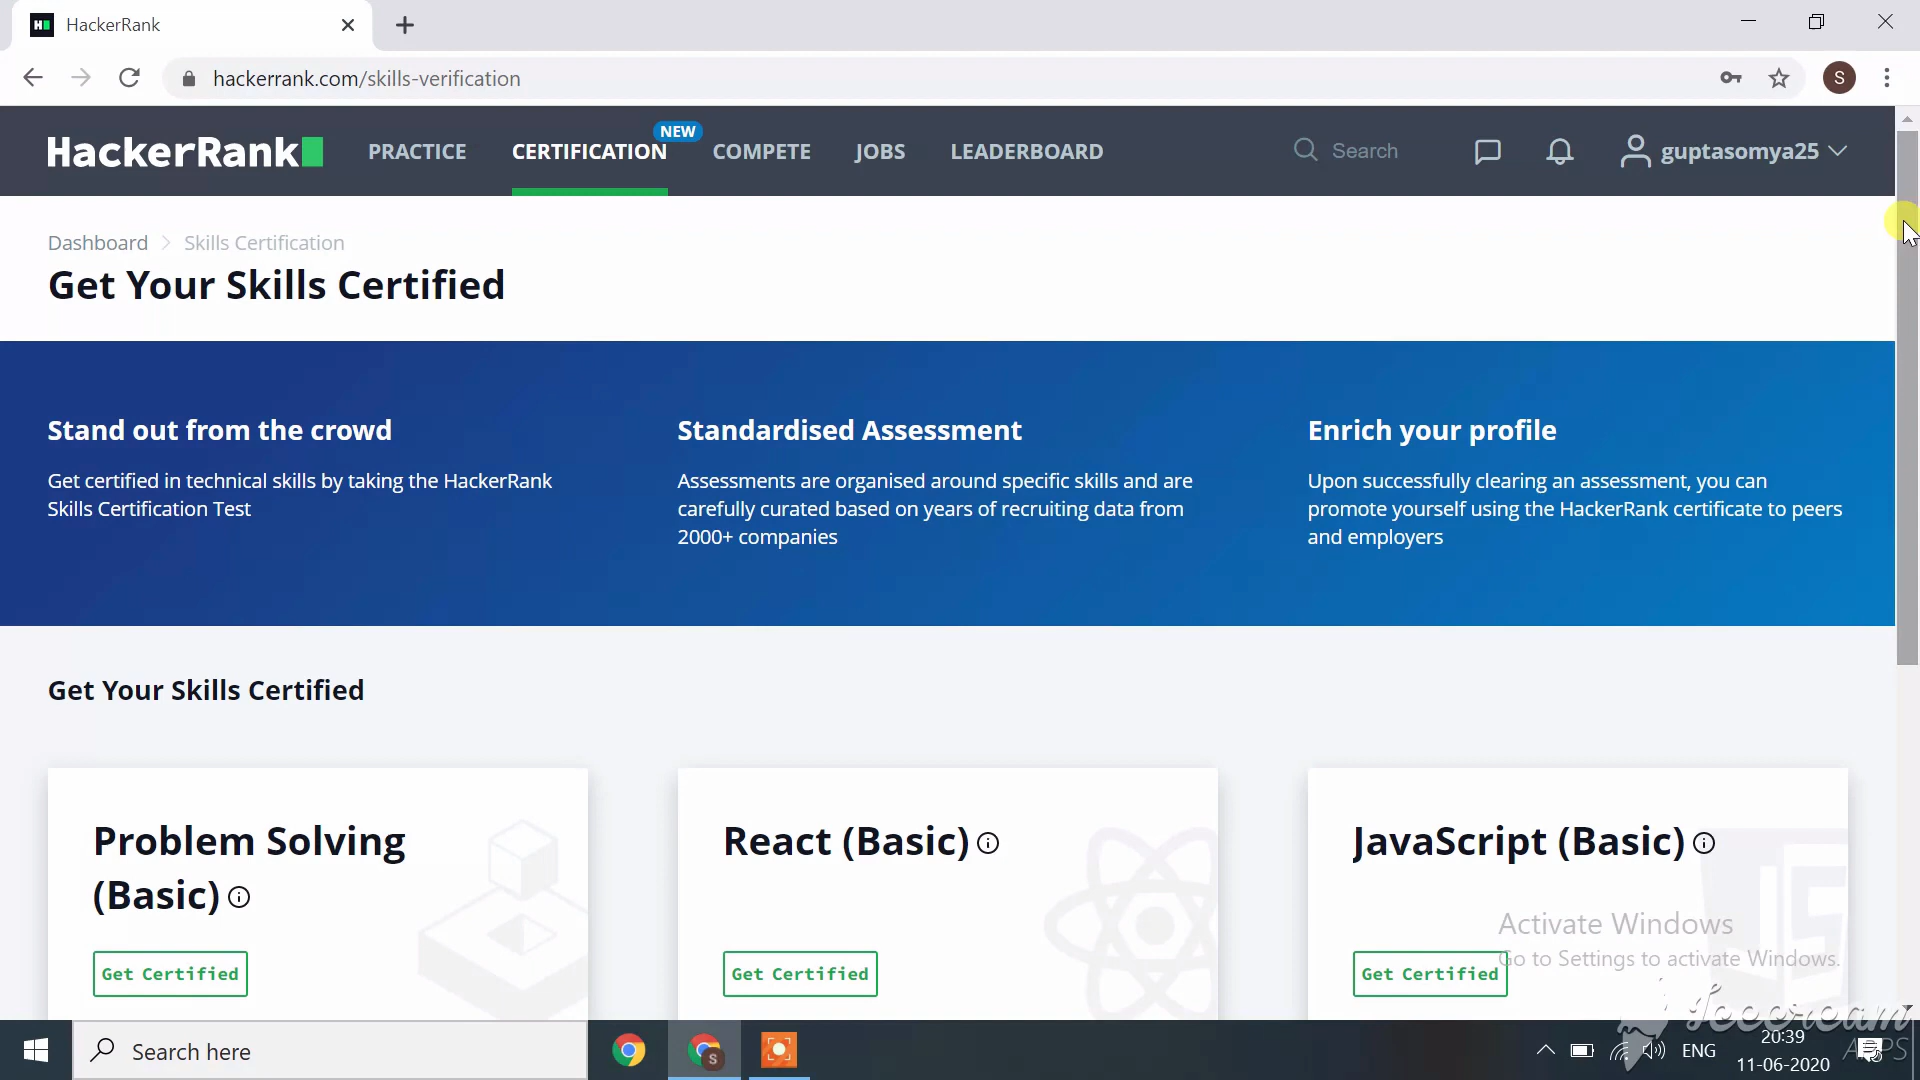 HackerRank
hackerrank.com/skills-verification
S
HackerRank
PRACTICE
CERTIFICATION
NEW
COMPETE
JOBS
LEADERBOARD
Search
guptasomya25
Dashboard
Skills Certification
Get Your Skills Certified
Stand out from the crowd
Get certified in technical skills by taking the HackerRank
Skills Certification Test
Standardised Assessment
Assessments are organised around specific skills and are
carefully curated based on years of recruiting data from
2000+ companies
Enrich your profile
Upon successfully clearing an assessment, you can
promote yourself using the HackerRank certificate to peers
and employers
Get Your Skills Certified
Problem Solving
(Basic)
Get Certified
React (Basic)
Get Certified
JavaScript (Basic)
Get Certified
JS
Activate Windows
Go to Settings to activate Windows.
Search here
S
ENG
20:39
11-06-2020
Icecream
APPS